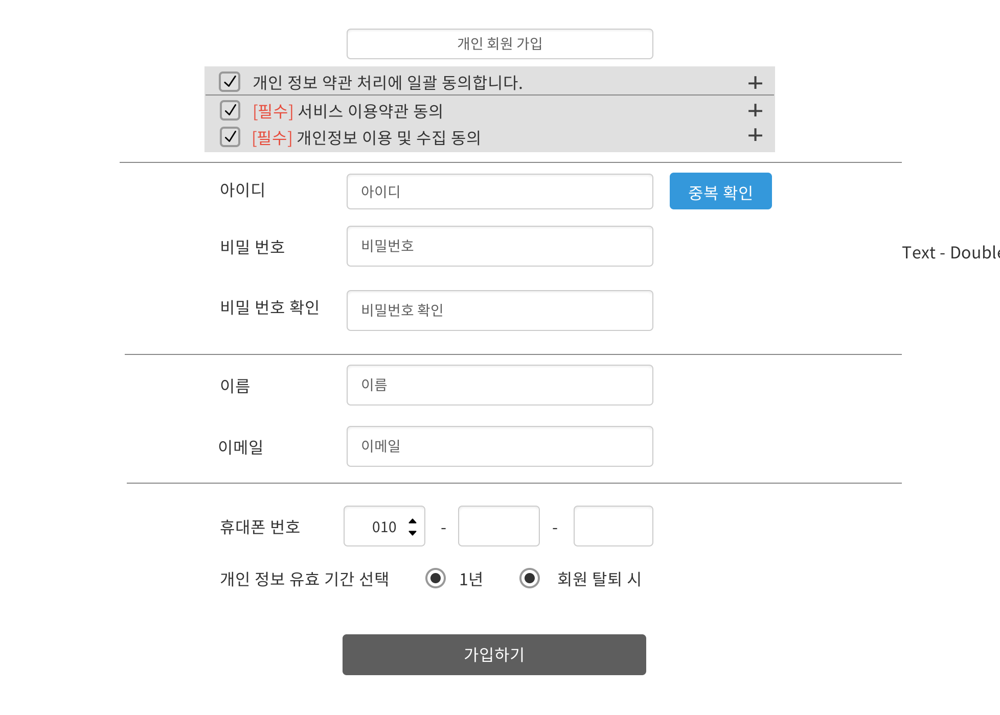 개인 회원 가입
개인 정보 약관 처리에 일괄 동의합니다.
[필수] 서비스 이용약관 동의
[필수] 개인정보 이용 및 수집 동의
아이디 아이디 중복 확인
비밀 번호 비밀번호
Text - Double
비밀 번호 확인 비밀번호 확인
이름 이름
이메일 이메일
휴대폰 번호 010 - -
개인 정보 유효 기간 선택 1년 회원 탈퇴 시
가입하기